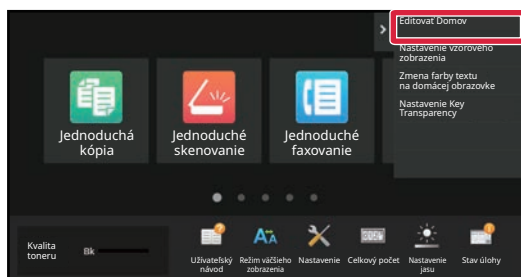 Editovať Domov
Nastavenie vzorového
zobrazenia
Zmena farby textu
na domácej obrazovke
Nastavenie Key
Transparency
Jednoduchá
kópia
Jednoduché
skenovanie
Jednoduché
faxovanie
Kvalita
toneru
Bk
Užívateľský
návod
Režim väčšieho
zobrazenia
Nastavenie
Celkový počet
Nastavenie
jasu
Stav úlohy